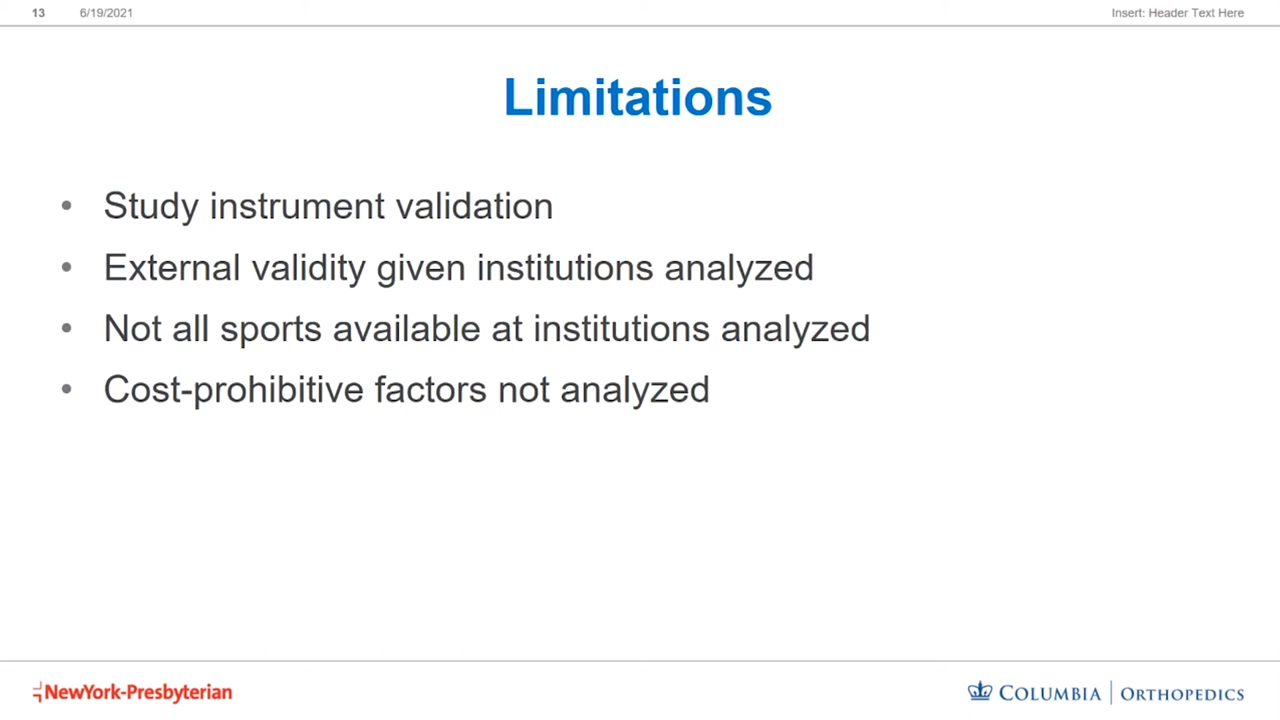 13 6/19/2021 Insert: Header Text Here
Limitations
• Study instrument validation
• External validity given institutions analyzed
• Not all sports available at institutions analyzed
• Cost-prohibitive factors not analyzed
NewYork-Presbyterian
COLUMBIA | ORTHOPEDICS